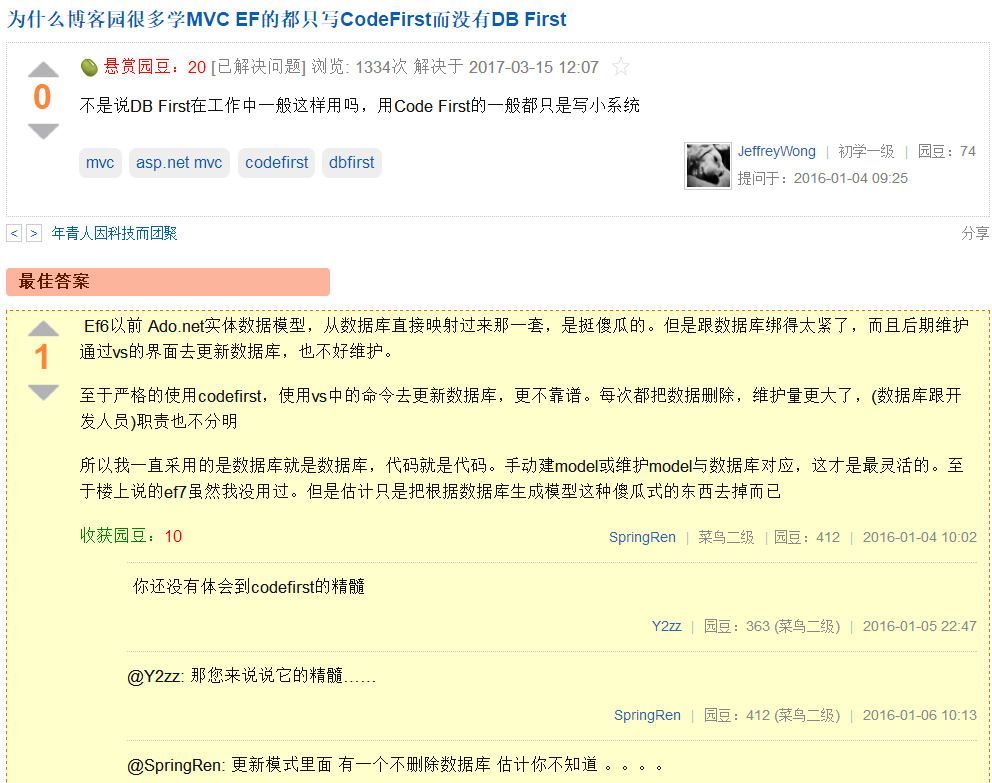 为什么博客园很多学MVC EF的都只写CodeFirst而没有DB First
0
悬赏园豆：20 [已解决问题] 浏览: 1334次 解决于 2017-03-15 12:07
不是说DB First在工作中一般这样用吗，用Code First的一般都只是写小系统
mvc asp.net mvc codefirst dbfirst
JeffreyWong | 初学一级 | 园豆：74
提问于：2016-01-04 09:25
< > 年青人因科技而团聚 分享
最佳答案
1
Ef6以前 Ado.net实体数据模型，从数据库直接映射过来那一套，是挺傻瓜的。但是跟数据库绑得太紧了，而且后期维护
通过vs的界面去更新数据库，也不好维护。
至于严格的使用codefirst，使用vs中的命令去更新数据库，更不靠谱。每次都把数据删除，维护量更大了，(数据库跟开
发人员)职责也不分明
所以我一直采用的是数据库就是数据库，代码就是代码。手动建model或维护model与数据库对应，这才是最灵活的。至
于楼上说的ef7虽然我没用过。但是估计只是把根据数据库生成模型这种傻瓜式的东西去掉而已
收获园豆：10
SpringRen | 菜鸟二级 | 园豆：412 | 2016-01-04 10:02
你还没有体会到codefirst的精髓
Y2zz | 园豆：363 (菜鸟二级) | 2016-01-05 22:47
@Y2zz: 那您来说说它的精髓……
SpringRen | 园豆：412 (菜鸟二级) | 2016-01-06 10:13
@SpringRen: 更新模式里面 有一个不删除数据库 估计你不知道 。。。。